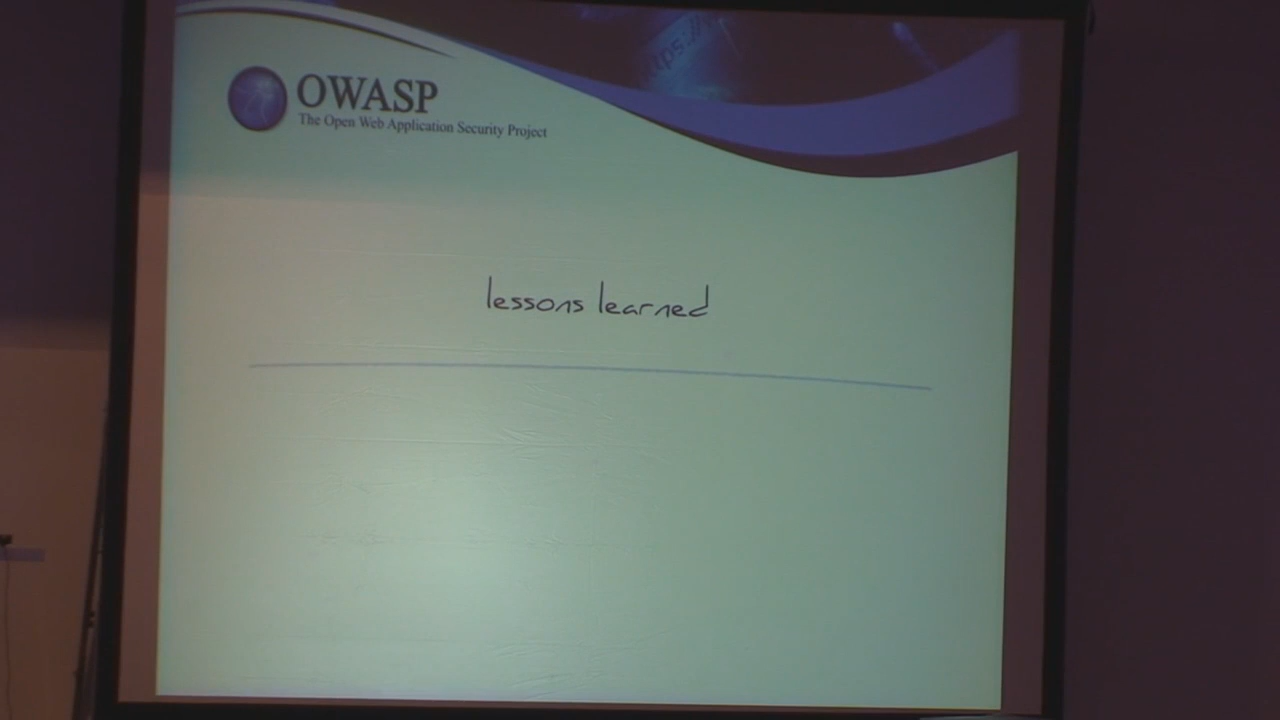 OWASP
The Open Web Application Security Project
lessons learned